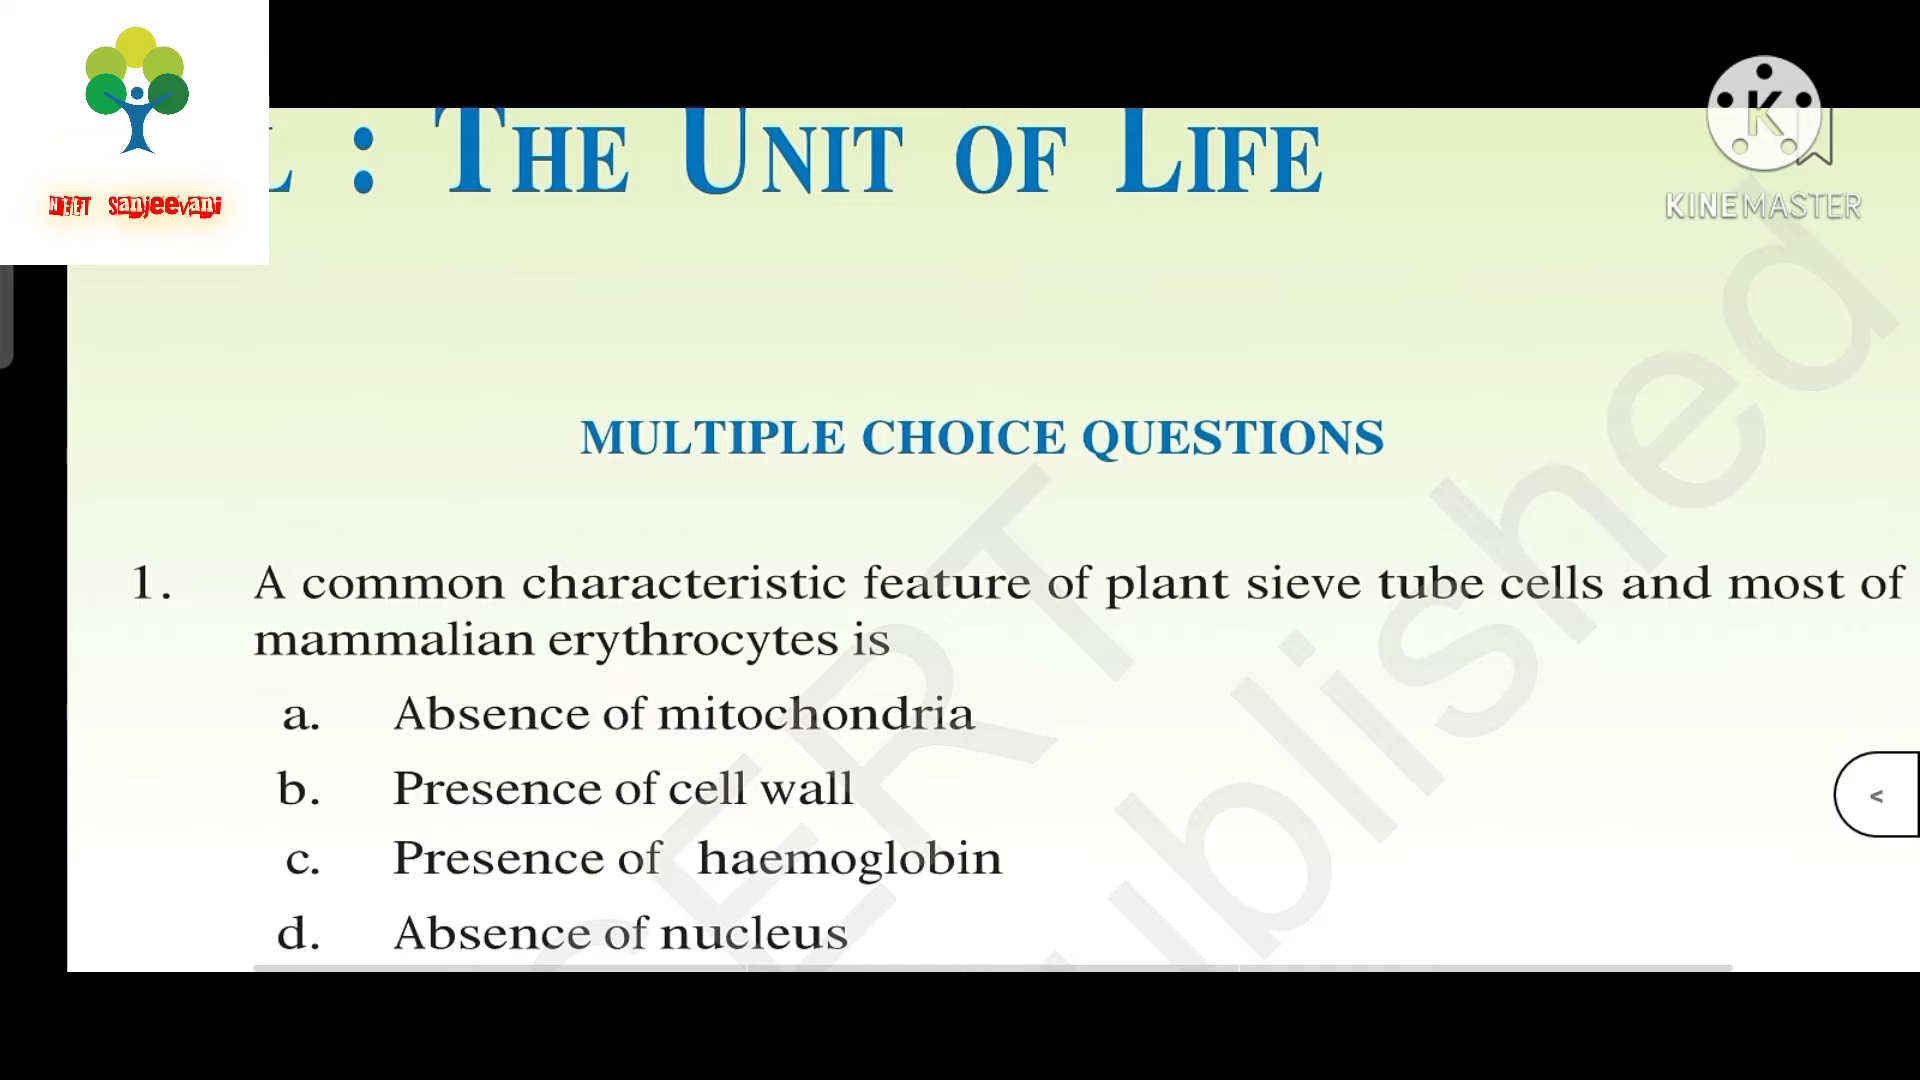 L : THE UNIT OF LIFE
K
KINEMASTER
NEET Sanjeevani
MULTIPLE CHOICE QUESTIONS
1. A common characteristic feature of plant sieve tube cells and most of
mammalian erythrocytes is
a. Absence of mitochondria
b. Presence of cell wall
c. Presence of haemoglobin
d. Absence of nucleus
<